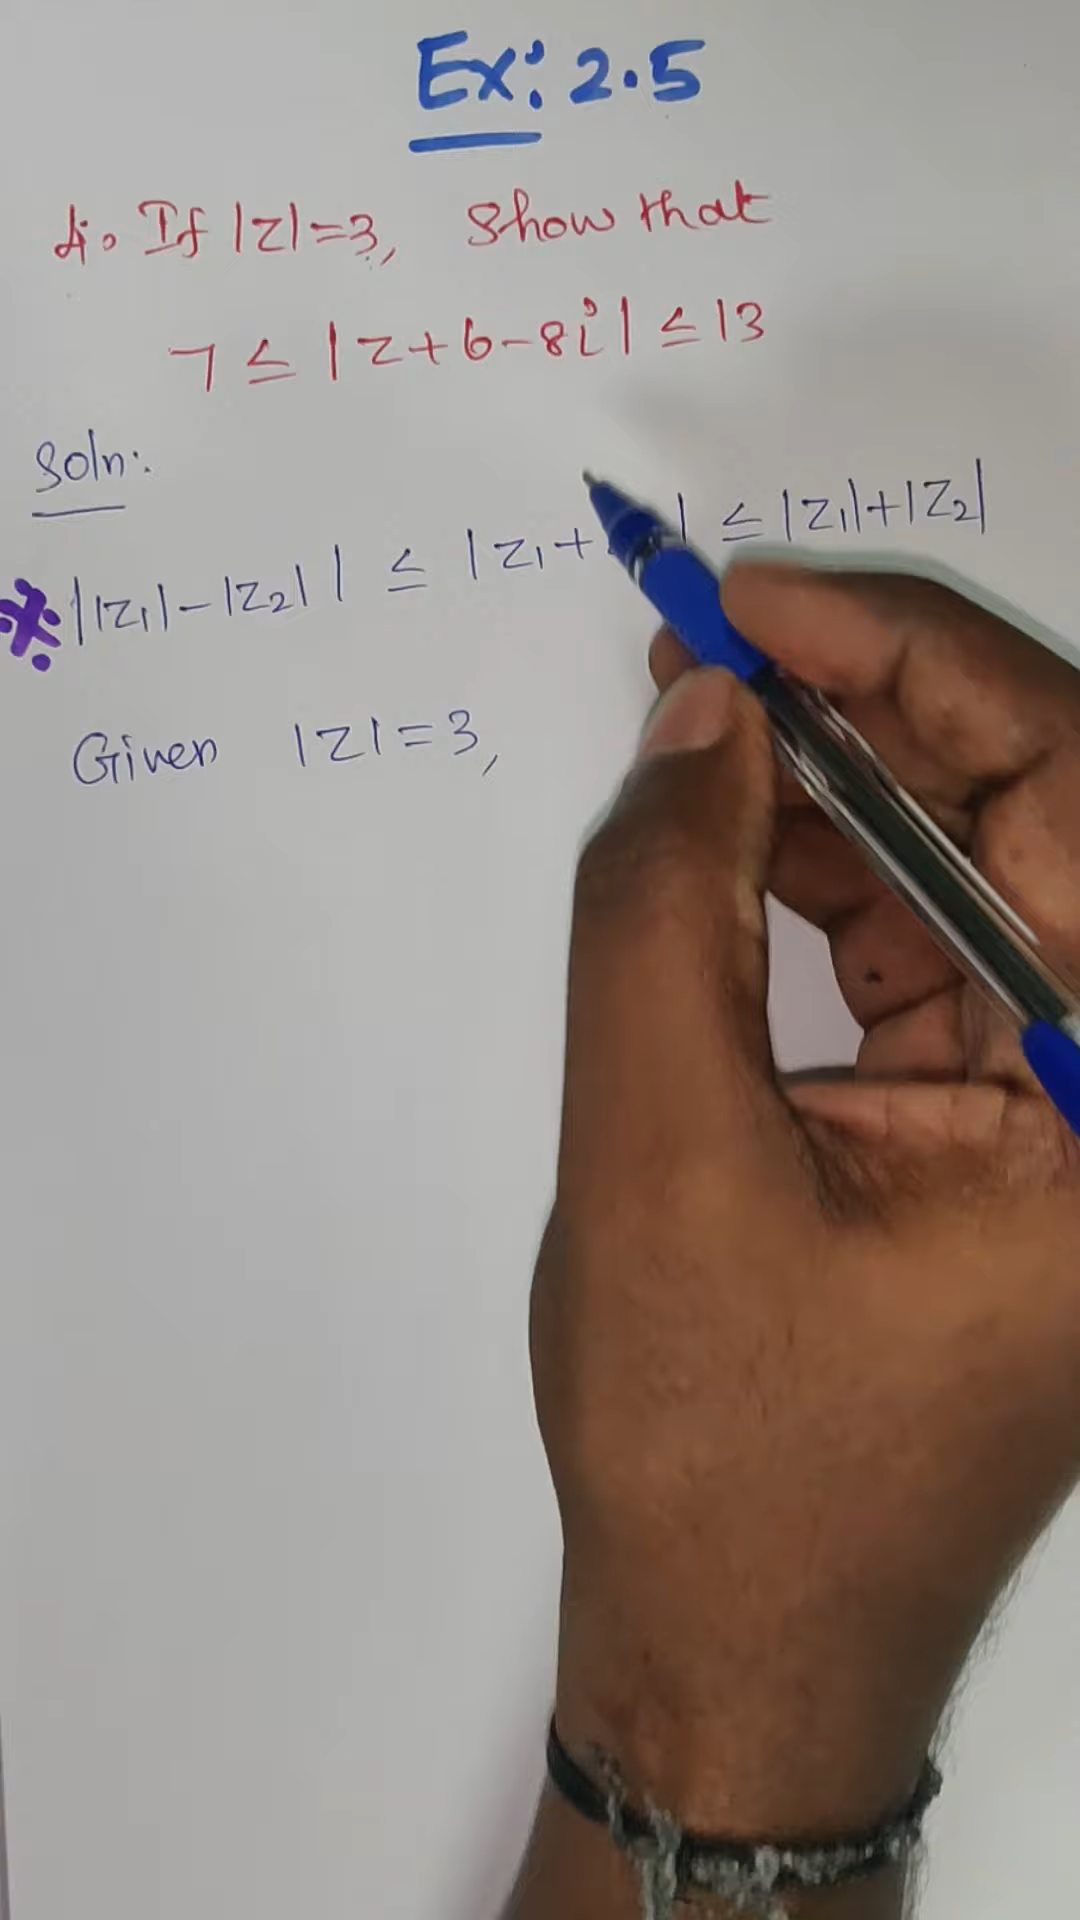 Ex: 2.5
4. If |z|=3, Show that
7 ≤ |z+6-8i| ≤ 13
Soln:
||z₁|-|z₂|| ≤ |z₁+ | ≤ |z₁|+|z₂|
Given |z|=3,